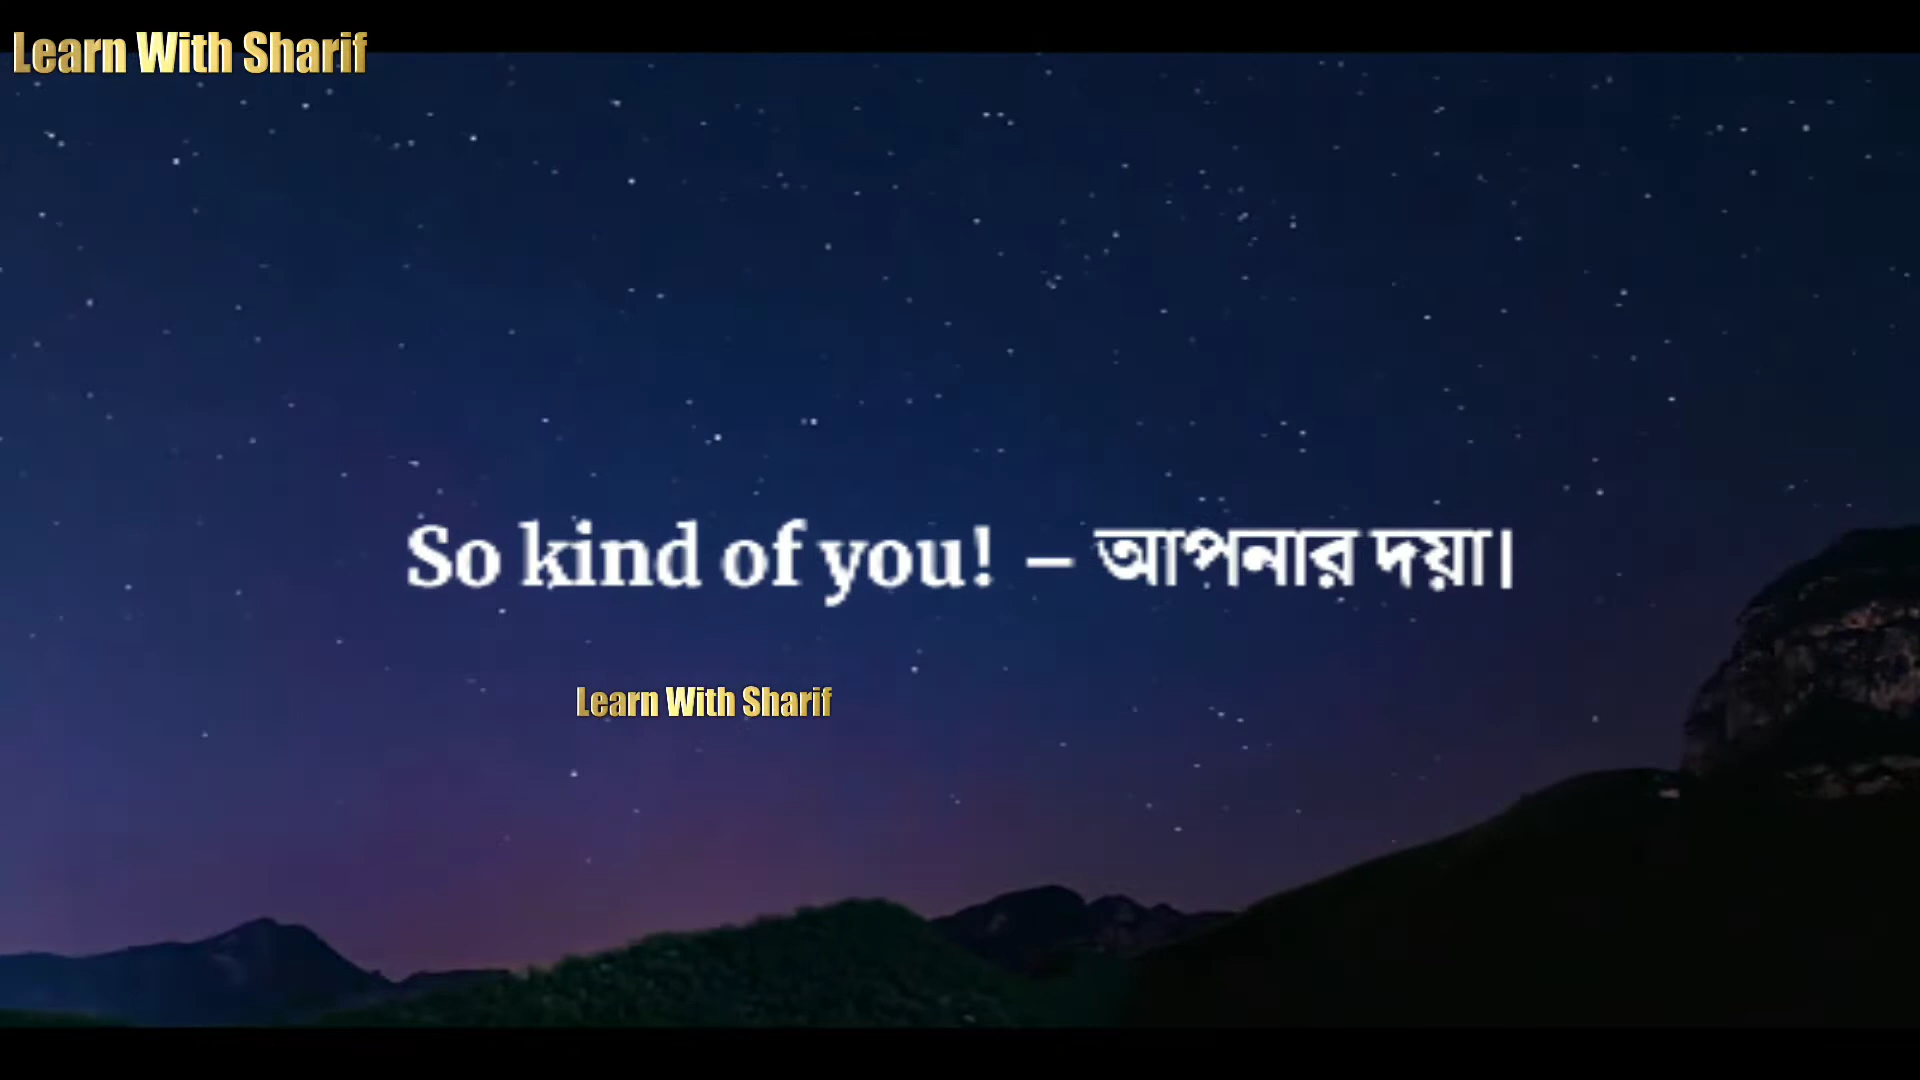 Learn With Sharif
So kind of you! – আপনার দয়া।
Learn With Sharif